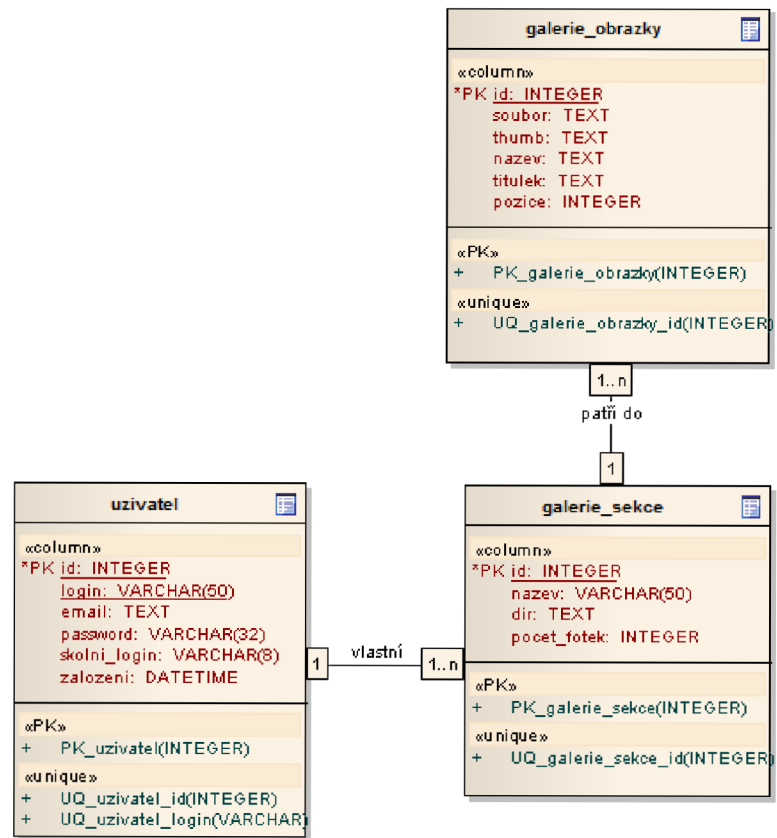 galerie_obrazky
«column»
*PK id: INTEGER
soubor: TEXT
thumb: TEXT
nazev: TEXT
titulek: TEXT
pozice: INTEGER
«PK»
+ PK_galerie_obrazky(INTEGER)
«unique»
+ UQ_galerie_obrazky_id(INTEGER)
1..n
patří do
1
uzivatel
«column»
*PK id: INTEGER
login: VARCHAR(50)
email: TEXT
password: VARCHAR(32)
skolni_login: VARCHAR(8)
zalozeni: DATETIME
«PK»
+ PK_uzivatel(INTEGER)
«unique»
+ UQ_uzivatel_id(INTEGER)
+ UQ_uzivatel_login(VARCHAR)
1
vlastní
1..n
galerie_sekce
«column»
*PK id: INTEGER
nazev: VARCHAR(50)
dir: TEXT
pocet_fotek: INTEGER
«PK»
+ PK_galerie_sekce(INTEGER)
«unique»
+ UQ_galerie_sekce_id(INTEGER)